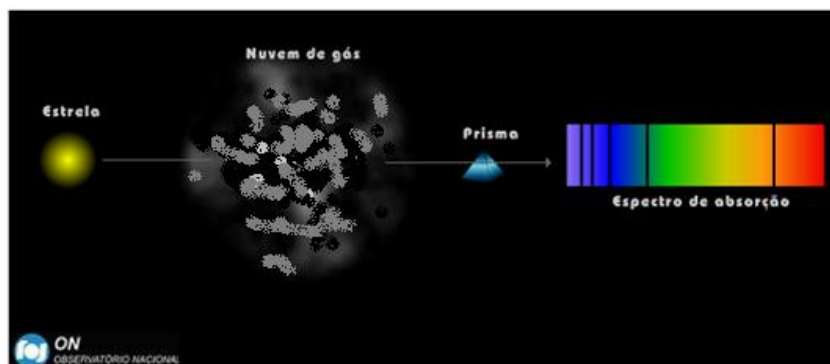 Nuvem de gás
Estrela
Prisma
Espectro de absorção
ON
OBSERVATÓRIO NACIONAL